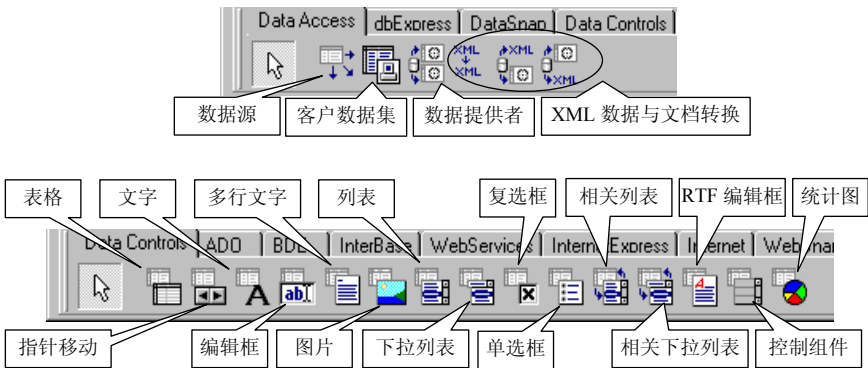 Data Access dbExpress DataSnap Data Controls
XML XML XML XML
数据源 客户数据集 数据提供者 XML 数据与文档转换
表格 文字 多行文字 列表 复选框 相关列表 RTF 编辑框 统计图
Data Controls ADO BDE InterBase WebServices InternetExpress Internet WebSnap
A ab
指针移动 编辑框 图片 下拉列表 单选框 相关下拉列表 控制组件